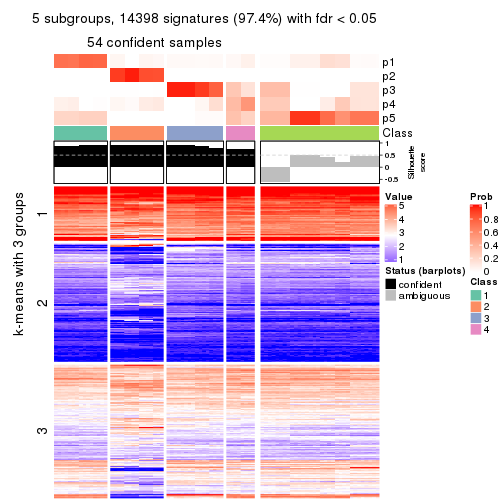 5 subgroups, 14398 signatures (97.4%) with fdr < 0.05
54 confident samples
p1
p2
p3
p4
p5
Class
1
0.5
0
-0.5
Silhouette
score
k-means with 3 groups
1
2
3
Value
5
4
3
2
1
Status (barplots)
confident
ambiguous
Prob
1
0.8
0.6
0.4
0.2
0
Class
1
2
3
4